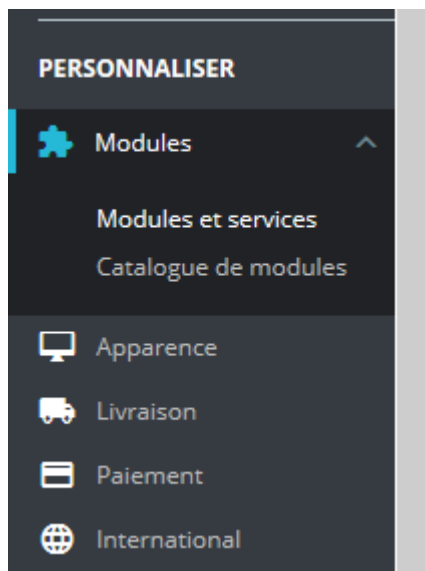 PERSONNALISER
Modules
Modules et services
Catalogue de modules
Apparence
Livraison
Paiement
International